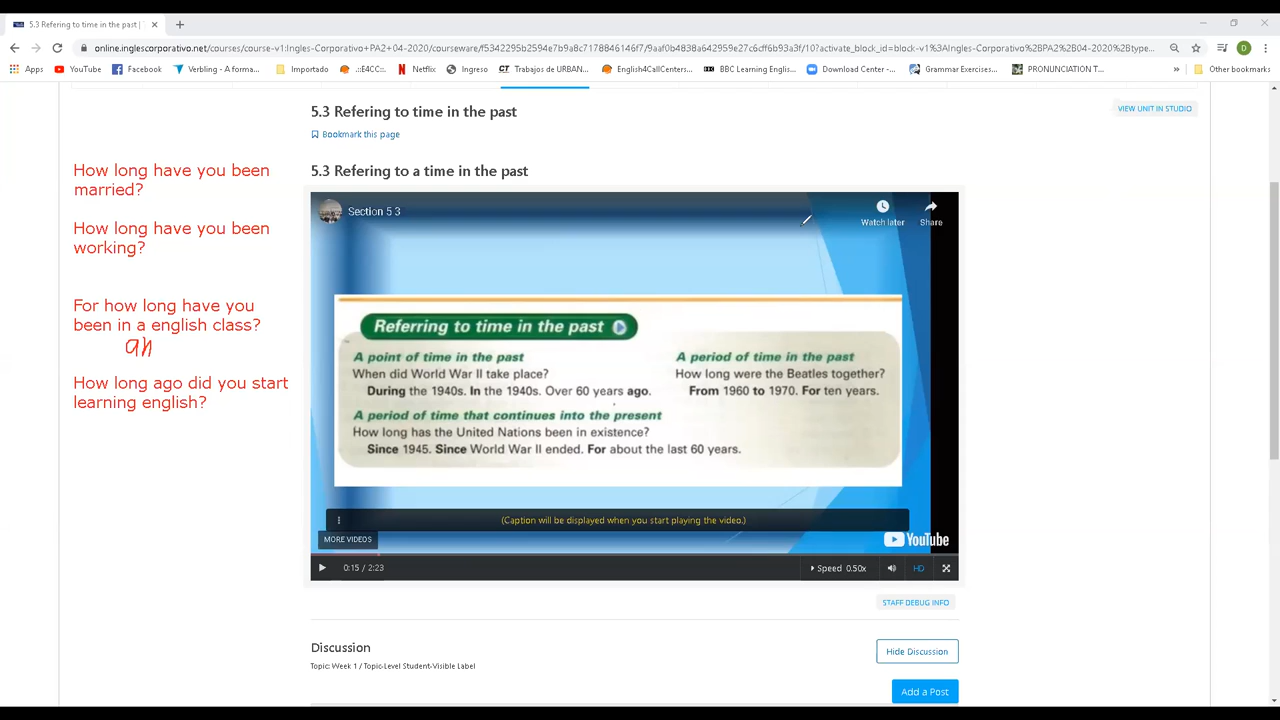 5.3 Refering to time in the past |
online.inglescorporativo.net/courses/course-v1:Ingles-Corporativo+PA2+04-2020/courseware/f5342295b2594e7b9a8c7178846146f7/9aaf0b4838a642959e27c6cf6b93a3f/10?activate_block_id=block-v1%3AIngles-Corporativo%2BPA2%2B04-2020%2Btype...
Apps YouTube Facebook Verbling - A forma... Importado .::E4CC::. Netflix Ingreso Trabajos de URBAN... English4CallCenters... BBC Learning Englis... Download Center -... Grammar Exercises... PRONUNCIATION T... » Other bookmarks
5.3 Refering to time in the past
VIEW UNIT IN STUDIO
Bookmark this page
5.3 Refering to a time in the past
How long have you been
married?
How long have you been
working?
For how long have you
been in a english class?
an
How long ago did you start
learning english?
Section 5 3
Watch later Share
Referring to time in the past
A point of time in the past
When did World War II take place?
During the 1940s. In the 1940s. Over 60 years ago.
A period of time in the past
How long were the Beatles together?
From 1960 to 1970. For ten years.
A period of time that continues into the present
How long has the United Nations been in existence?
Since 1945. Since World War II ended. For about the last 60 years.
(Caption will be displayed when you start playing the video.)
MORE VIDEOS
YouTube
0:15 / 2:23
Speed 0.50x
HD
STAFF DEBUG INFO
Discussion
Hide Discussion
Topic: Week 1 / Topic-Level Student-Visible Label
Add a Post